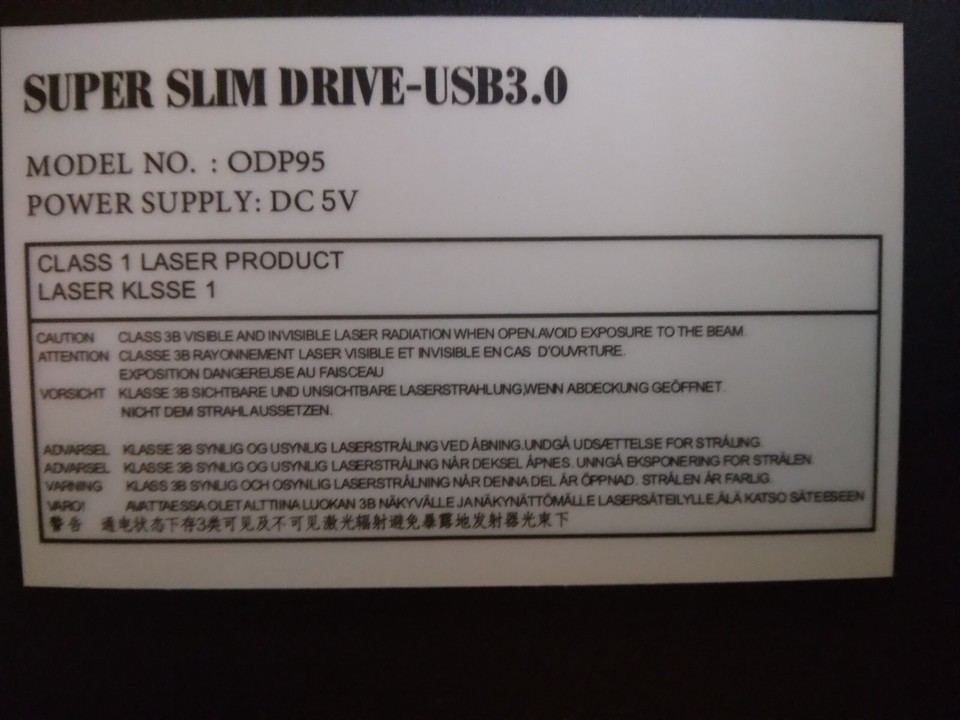 SUPER SLIM DRIVE-USB3.0
MODEL NO. : ODP95
POWER SUPPLY: DC 5V
CLASS 1 LASER PRODUCT
LASER KLSSE 1
CAUTION CLASS 3B VISIBLE AND INVISIBLE LASER RADIATION WHEN OPEN.AVOID EXPOSURE TO THE BEAM.
ATTENTION CLASSE 3B RAYONNEMENT LASER VISIBLE ET INVISIBLE EN CAS D'OUVRTURE.
EXPOSITION DANGEREUSE AU FAISCEAU
VORSICHT KLASSE 3B SICHTBARE UND UNSICHTBARE LASERSTRAHLUNG,WENN ABDECKUNG GEÖFFNET.
NICHT DEM STRAHL AUSSETZEN.
ADVARSEL KLASSE 3B SYNLIG OG USYNLIG LASERSTRÅLING VED ÅBNING.UNDGÅ UDSÆTTELSE FOR STRÅLING.
ADVARSEL KLASSE 3B SYNLIG OG USYNLIG LASERSTRÅLING NÅR DEKSEL ÅPNES. UNNGÅ EKSPONERING FOR STRÅLEN
VARNING KLASS 3B SYNLIG OCH OSYNLIG LASERSTRÅLNING NÅR DENNA DEL ÄR ÖPPNAD. STRÅLEN ÄR FARLIG.
VARO! AVATTAESSA OLET ALTTIINA LUOKAN 3B NÄKYVÄLLE JA NÄKYNÄTTÖMÄLLE LASERSÄTEILYLLE,ÄLÄ KATSO SÄTEESEEN
警告 通电状态下存3类可见及不可见激光辐射避免暴露地发射器光束下